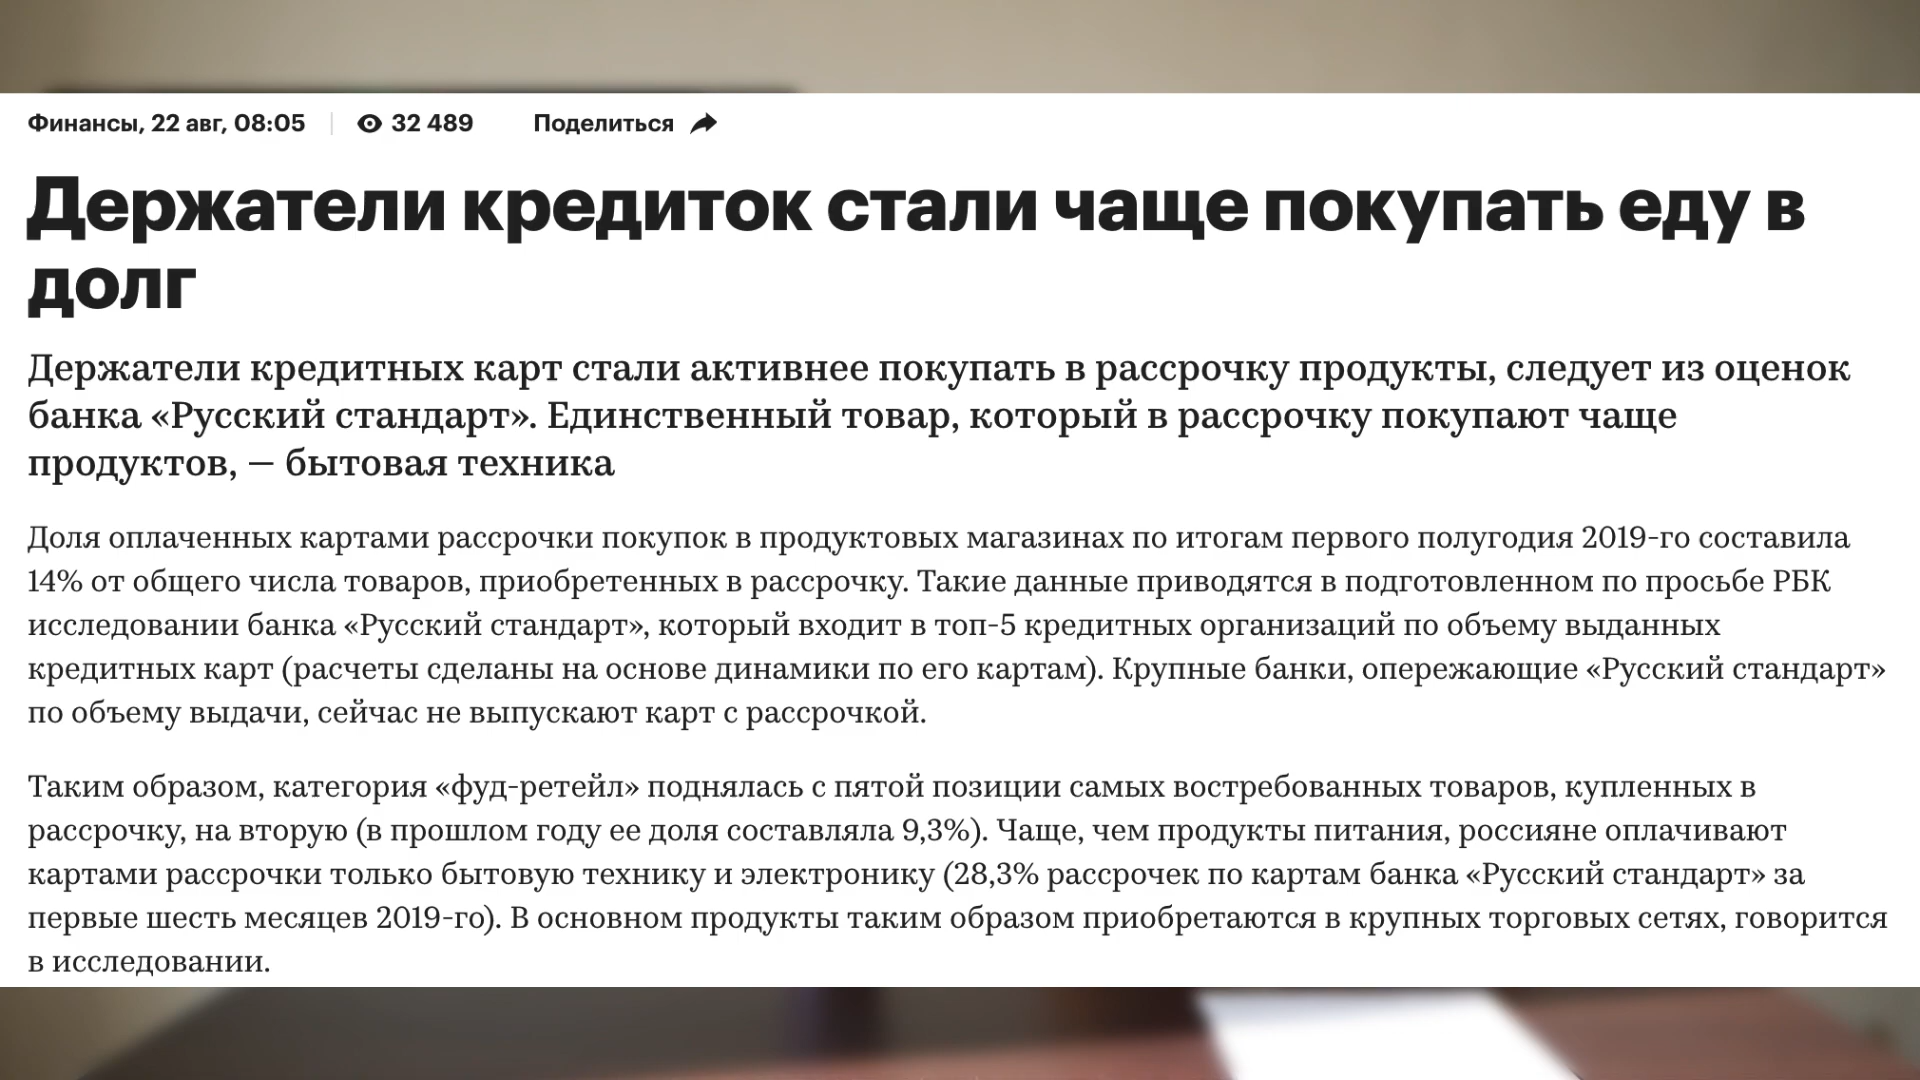 Финансы, 22 авг, 08:05 32 489 Поделиться
Держатели кредиток стали чаще покупать еду в
долг
Держатели кредитных карт стали активнее покупать в рассрочку продукты, следует из оценок
банка «Русский стандарт». Единственный товар, который в рассрочку покупают чаще
продуктов, — бытовая техника
Доля оплаченных картами рассрочки покупок в продуктовых магазинах по итогам первого полугодия 2019-го составила
14% от общего числа товаров, приобретенных в рассрочку. Такие данные приводятся в подготовленном по просьбе РБК
исследовании банка «Русский стандарт», который входит в топ-5 кредитных организаций по объему выданных
кредитных карт (расчеты сделаны на основе динамики по его картам). Крупные банки, опережающие «Русский стандарт»
по объему выдачи, сейчас не выпускают карт с рассрочкой.
Таким образом, категория «фуд-ретейл» поднялась с пятой позиции самых востребованных товаров, купленных в
рассрочку, на вторую (в прошлом году ее доля составляла 9,3%). Чаще, чем продукты питания, россияне оплачивают
картами рассрочки только бытовую технику и электронику (28,3% рассрочек по картам банка «Русский стандарт» за
первые шесть месяцев 2019-го). В основном продукты таким образом приобретаются в крупных торговых сетях, говорится
в исследовании.